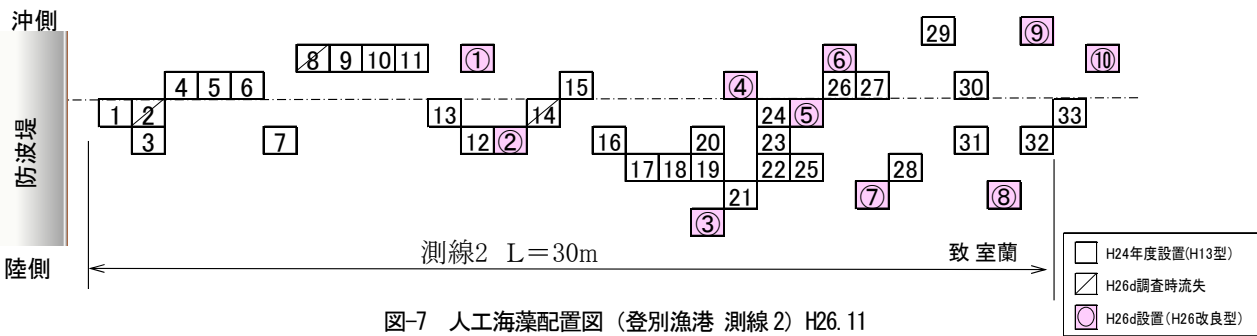 沖側
29 ⑨
8 9 10 11 ① ⑥ ⑩
4 5 6 15 ④ 26 27 30
1 2 13 14 24 ⑤ 33
防波堤
3 7 12 ② 16 20 23 31 32
17 18 19 22 25
21 28 ⑦ ⑧
③
測線2 L=30m
致 室蘭
陸側
H24年度設置(H13型)
H26d調査時流失
H26d設置(H26改良型)
図-7 人工海藻配置図 (登別漁港 測線2) H26.11